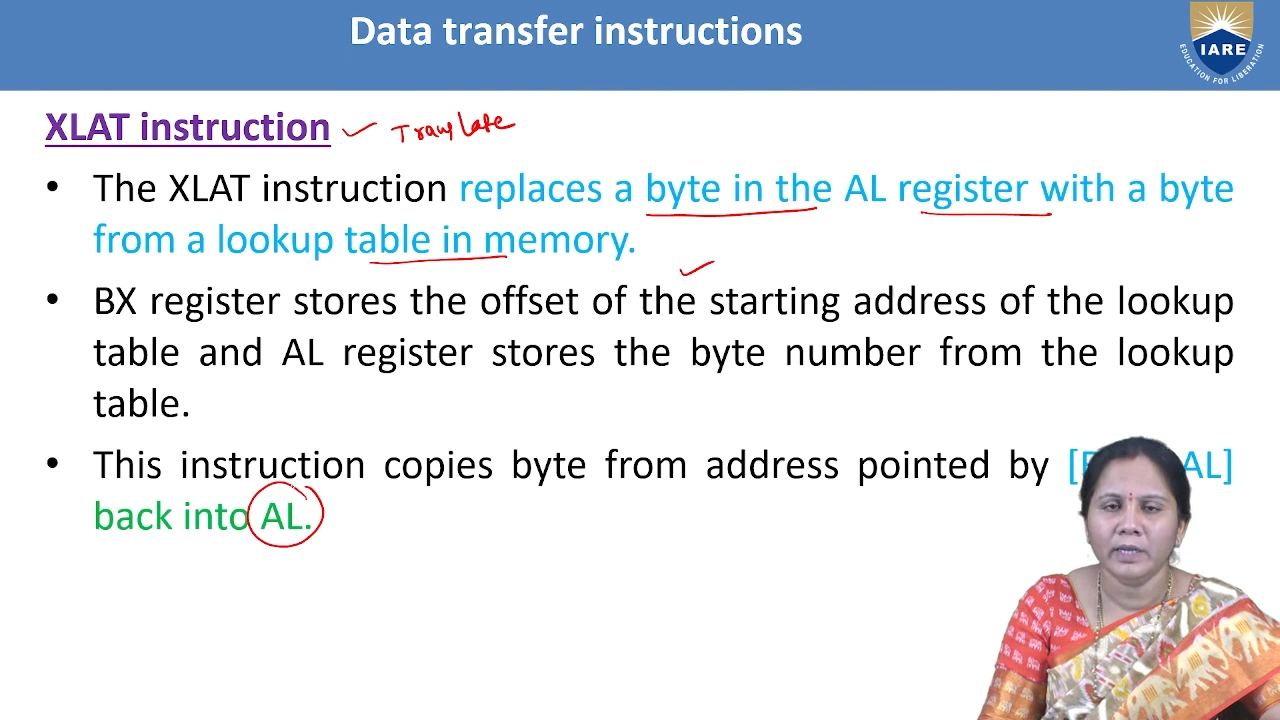 Data transfer instructions
IARE
EDUCATION FOR LIBERATION
XLAT instruction Translate
• The XLAT instruction replaces a byte in the AL register with a byte
from a lookup table in memory.
• BX register stores the offset of the starting address of the lookup
table and AL register stores the byte number from the lookup
table.
• This instruction copies byte from address pointed by [ AL]
back into AL.